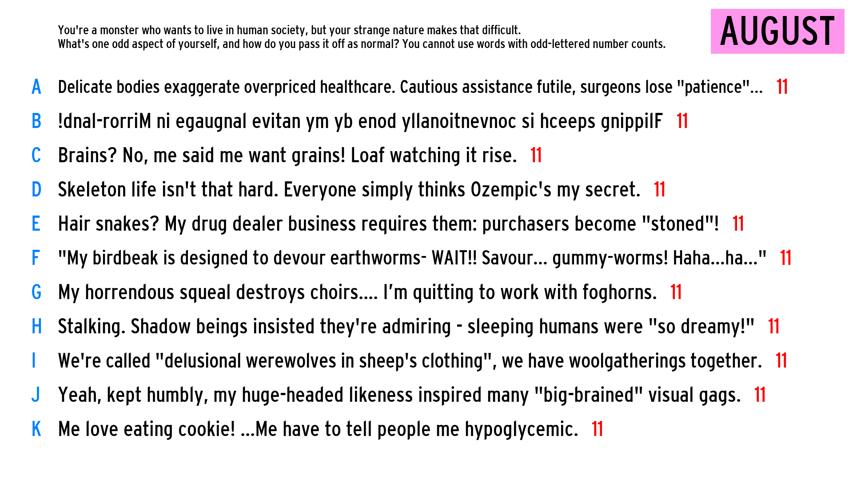 You're a monster who wants to live in human society, but your strange nature makes that difficult.
What's one odd aspect of yourself, and how do you pass it off as normal? You cannot use words with odd-lettered number counts.
AUGUST
A Delicate bodies exaggerate overpriced healthcare. Cautious assistance futile, surgeons lose "patience"... 11
B !dnal-rorriM ni egaugnal evitan ym yb enod yllanoitnevnoc si hceeps gnippilF 11
C Brains? No, me said me want grains! Loaf watching it rise. 11
D Skeleton life isn't that hard. Everyone simply thinks Ozempic's my secret. 11
E Hair snakes? My drug dealer business requires them: purchasers become "stoned"! 11
F "My birdbeak is designed to devour earthworms- WAIT!! Savour... gummy-worms! Haha...ha..." 11
G My horrendous squeal destroys choirs.... I'm quitting to work with foghorns. 11
H Stalking. Shadow beings insisted they're admiring - sleeping humans were "so dreamy!" 11
I We're called "delusional werewolves in sheep's clothing", we have woolgatherings together. 11
J Yeah, kept humbly, my huge-headed likeness inspired many "big-brained" visual gags. 11
K Me love eating cookie! ...Me have to tell people me hypoglycemic. 11